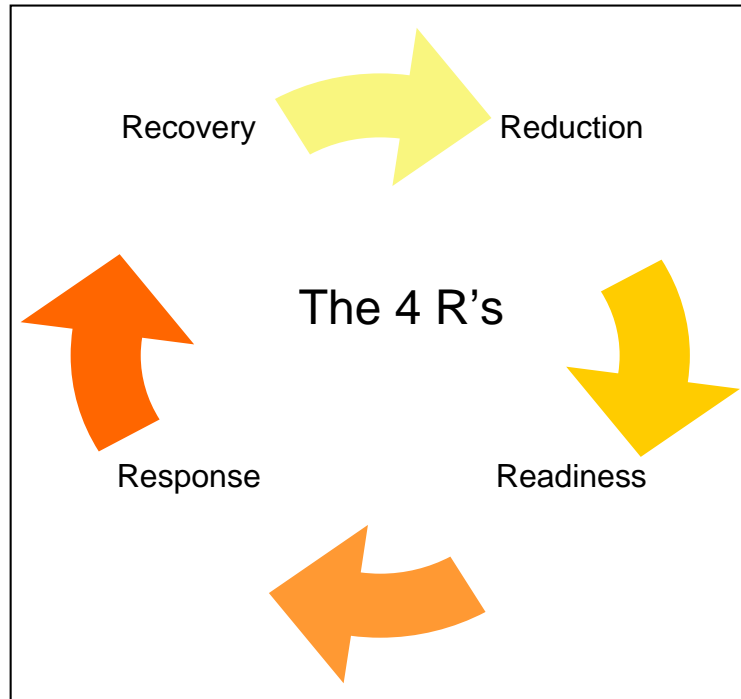 Recovery
Reduction
The 4 R’s
Response
Readiness